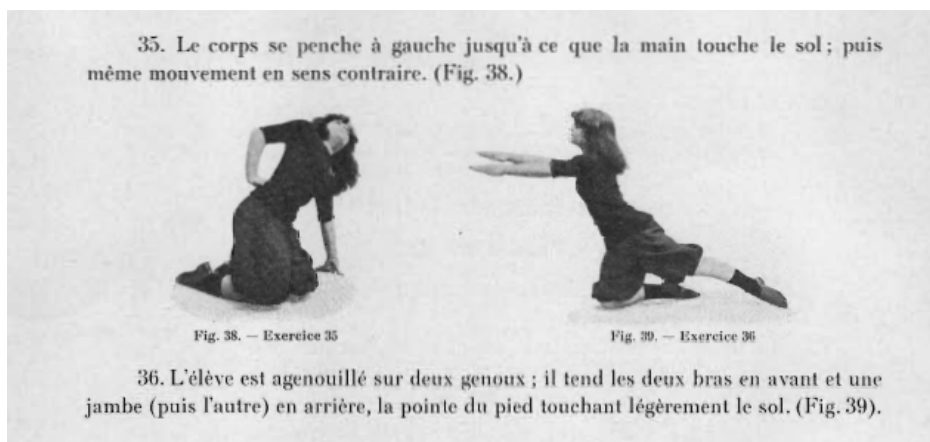 35. Le corps se penche à gauche jusqu'à ce que la main touche le sol ; puis
même mouvement en sens contraire. (Fig. 38.)
Fig. 38. — Exercice 35
Fig. 39. — Exercice 36
36. L'élève est agenouillé sur deux genoux ; il tend les deux bras en avant et une
jambe (puis l'autre) en arrière, la pointe du pied touchant légèrement le sol. (Fig. 39).